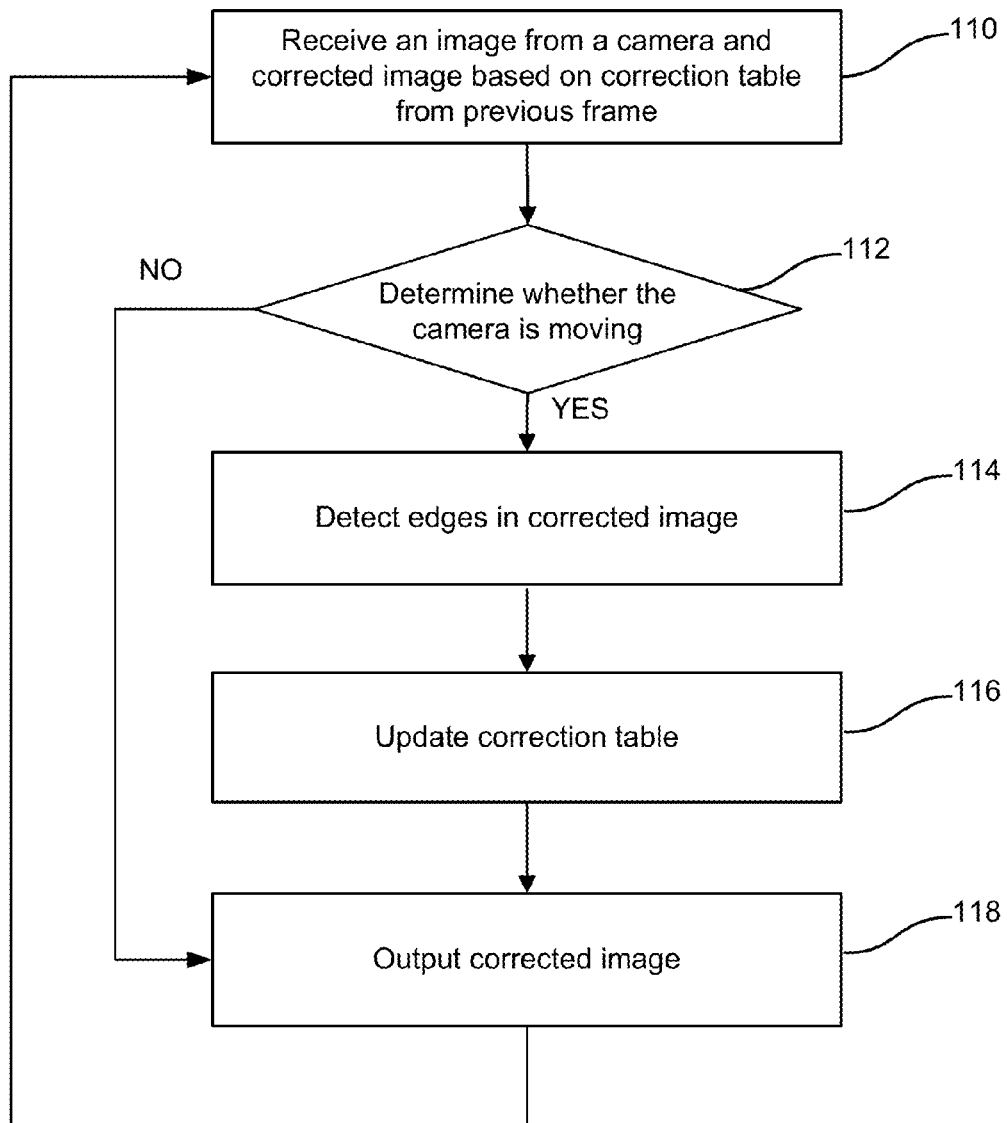 Receive an image from a camera and
corrected image based on correction table
from previous frame
110
112
NO
Determine whether the
camera is moving
YES
114
Detect edges in corrected image
116
Update correction table
118
Output corrected image